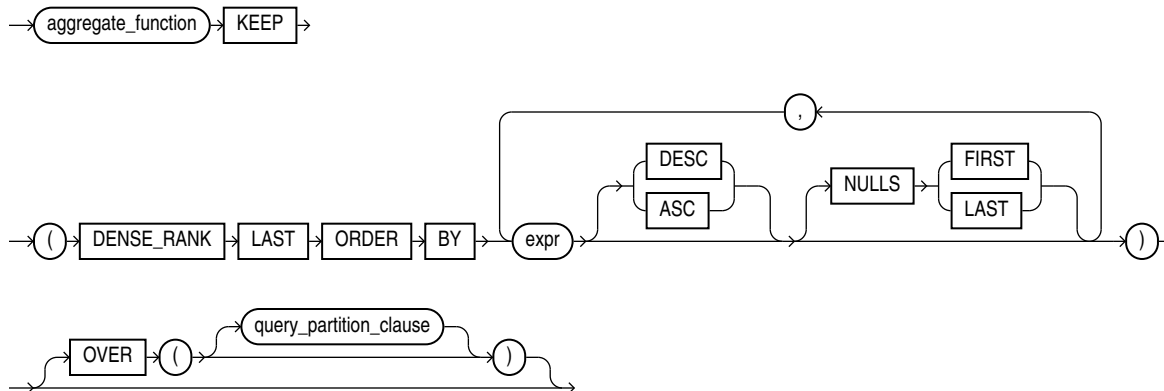 aggregate_function KEEP
,
DESC FIRST
NULLS
ASC LAST
( DENSE_RANK LAST ORDER BY expr )
query_partition_clause
OVER ( )